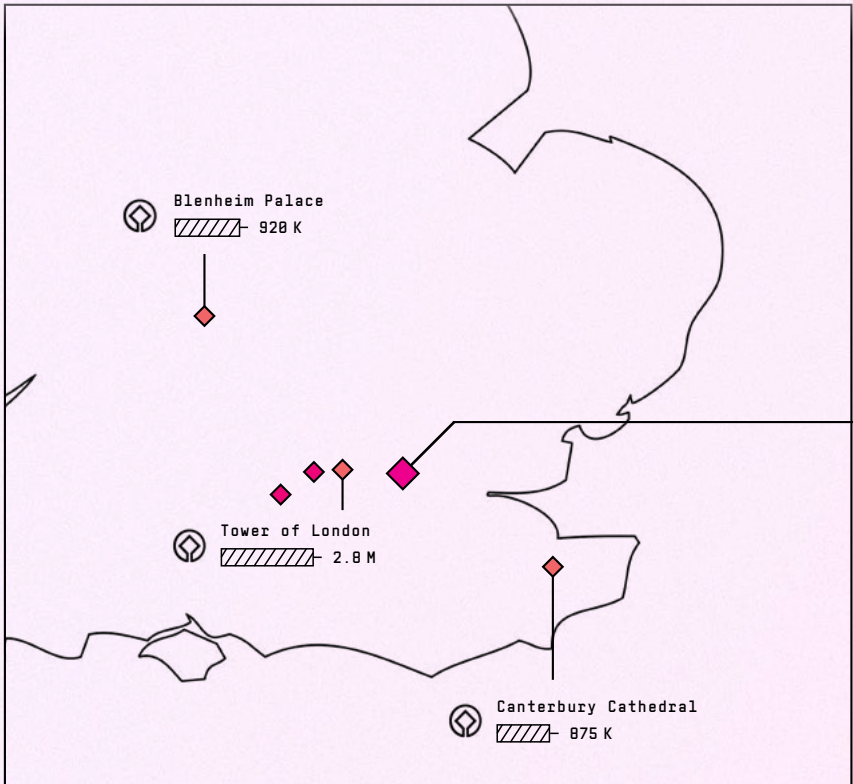 Blenheim Palace
920 K
Tower of London
2.8 M
Canterbury Cathedral
875 K